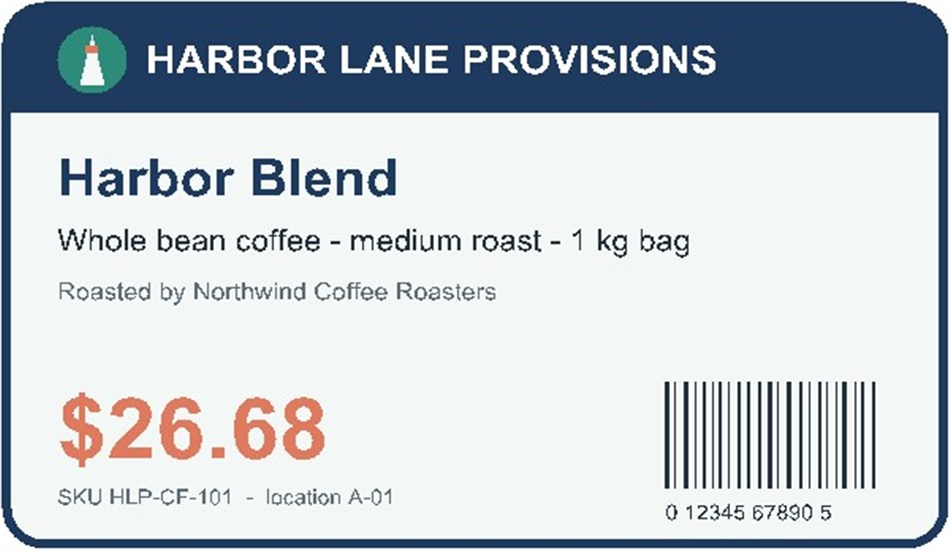 HARBOR LANE PROVISIONS
Harbor Blend
Whole bean coffee - medium roast - 1 kg bag
Roasted by Northwind Coffee Roasters
$26.68
SKU HLP-CF-101 - location A-01
0 12345 67890 5